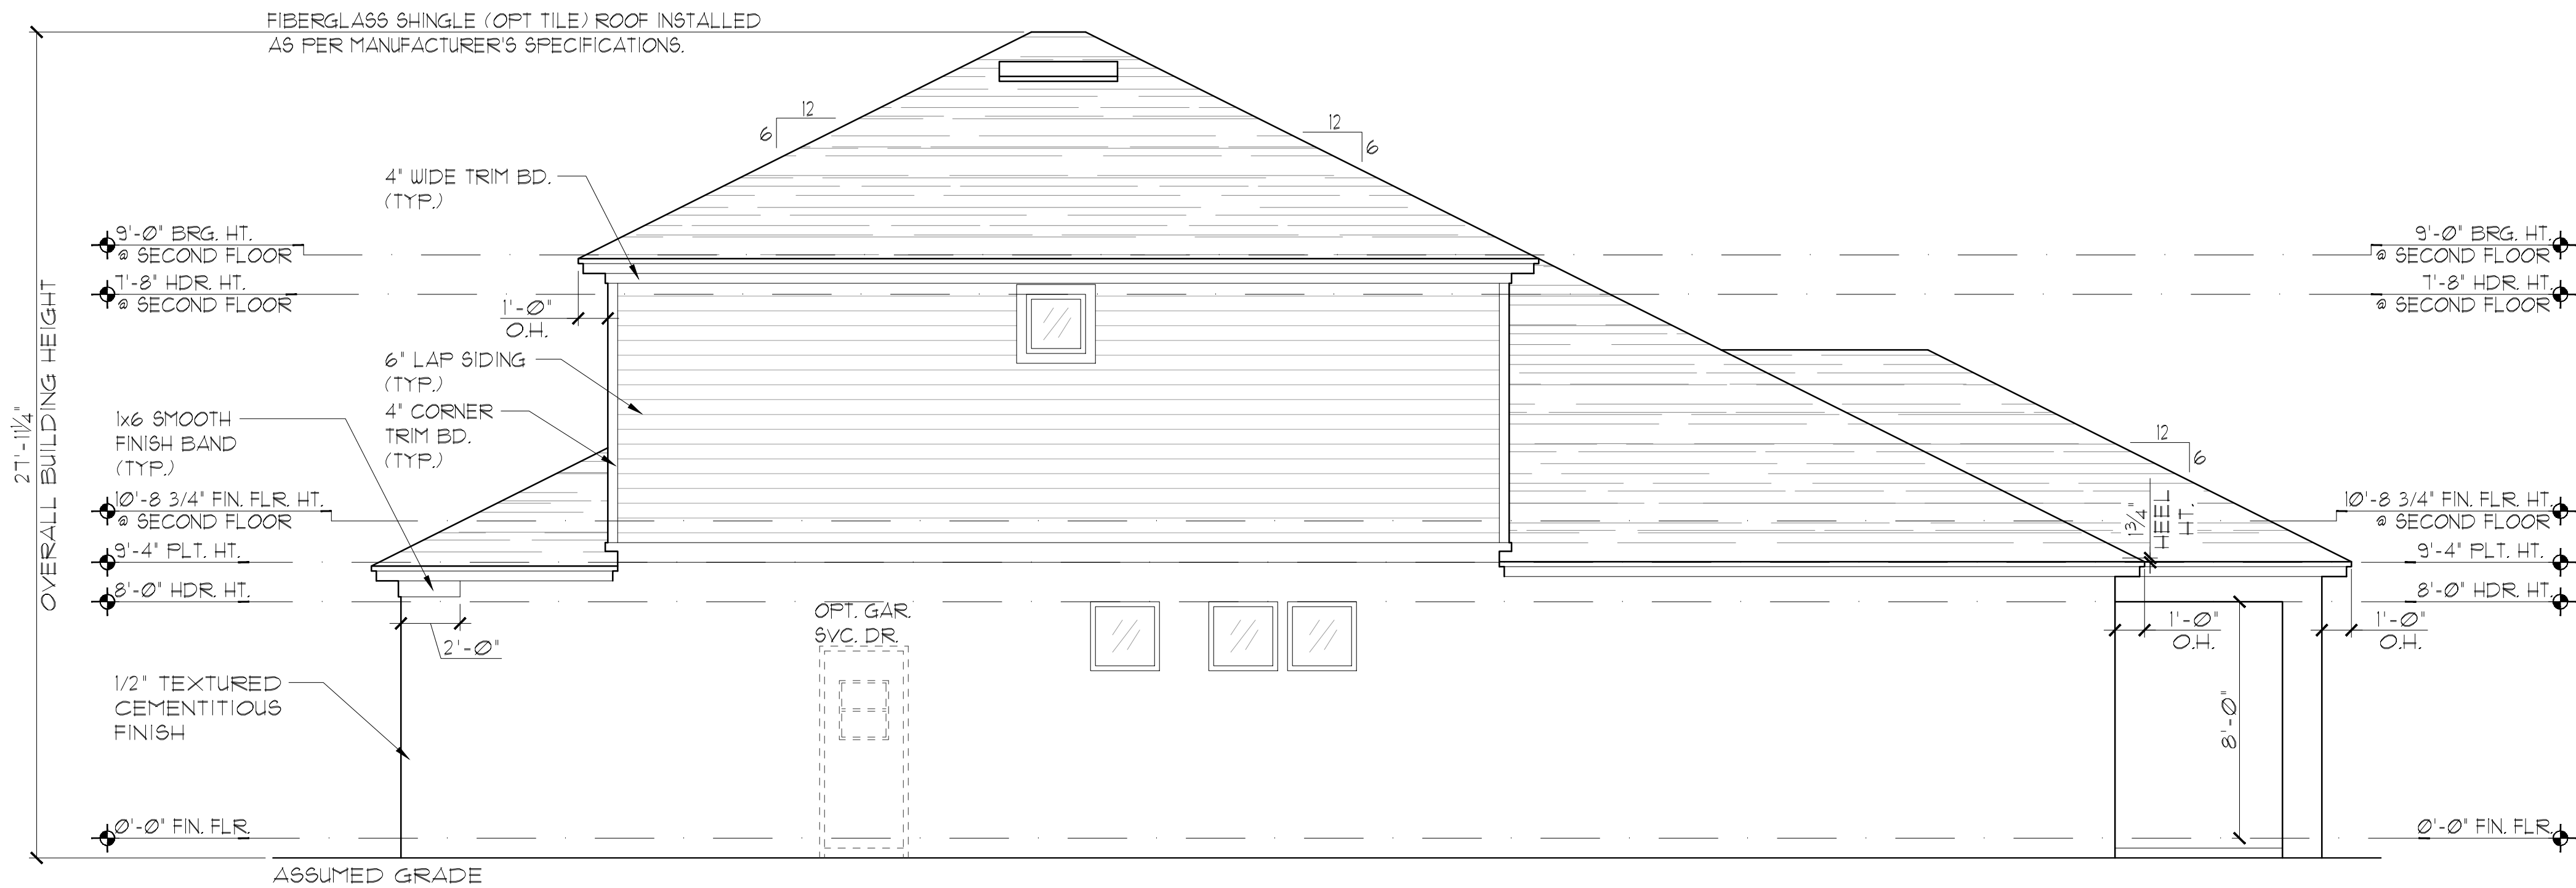 FIBERGLASS SHINGLE (OPT TILE) ROOF INSTALLED
AS PER MANUFACTURER'S SPECIFICATIONS.
12
6
12
6
4" WIDE TRIM BD.
(TYP.)
9'-0" BRG. HT.
@ SECOND FLOOR
7'-8" HDR. HT.
@ SECOND FLOOR
9'-0" BRG. HT.
@ SECOND FLOOR
7'-8" HDR. HT.
@ SECOND FLOOR
1'-0"
O.H.
6" LAP SIDING
(TYP.)
4" CORNER
TRIM BD.
(TYP.)
27'-11 1/4"
OVERALL BUILDING HEIGHT
1x6 SMOOTH
FINISH BAND
(TYP.)
12
6
10'-8 3/4" FIN. FLR. HT.
@ SECOND FLOOR
9'-4" PLT. HT.
8'-0" HDR. HT.
1 3/4"
HEEL
HT.
10'-8 3/4" FIN. FLR. HT.
@ SECOND FLOOR
9'-4" PLT. HT.
8'-0" HDR. HT.
2'-0"
OPT. GAR.
SVC. DR.
1'-0"
O.H.
1'-0"
O.H.
1/2" TEXTURED
CEMENTITIOUS
FINISH
8'-0"
0'-0" FIN. FLR.
0'-0" FIN. FLR.
ASSUMED GRADE